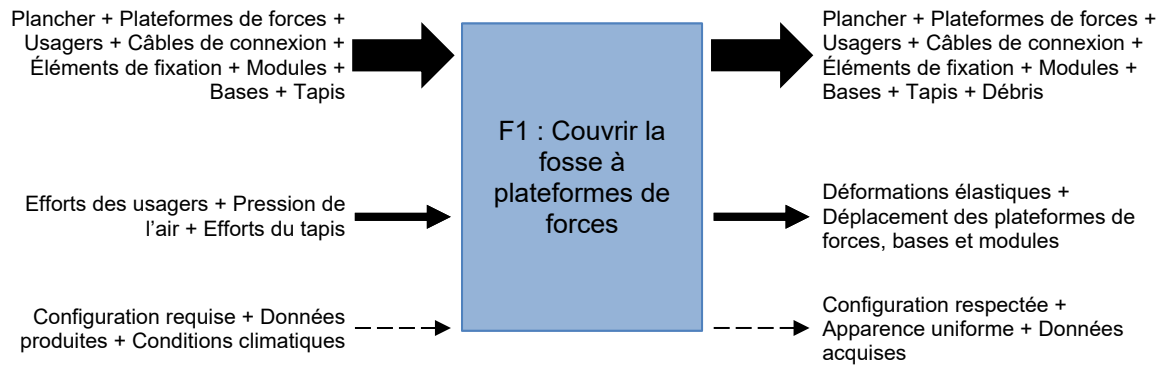 Plancher + Plateformes de forces +
Usagers + Câbles de connexion +
Éléments de fixation + Modules +
Bases + Tapis
Efforts des usagers + Pression de
l'air + Efforts du tapis
Configuration requise + Données
produites + Conditions climatiques
F1 : Couvrir la
fosse à
plateformes de
forces
Plancher + Plateformes de forces +
Usagers + Câbles de connexion +
Éléments de fixation + Modules +
Bases + Tapis + Débris
Déformations élastiques +
Déplacement des plateformes de
forces, bases et modules
Configuration respectée +
Apparence uniforme + Données
acquises